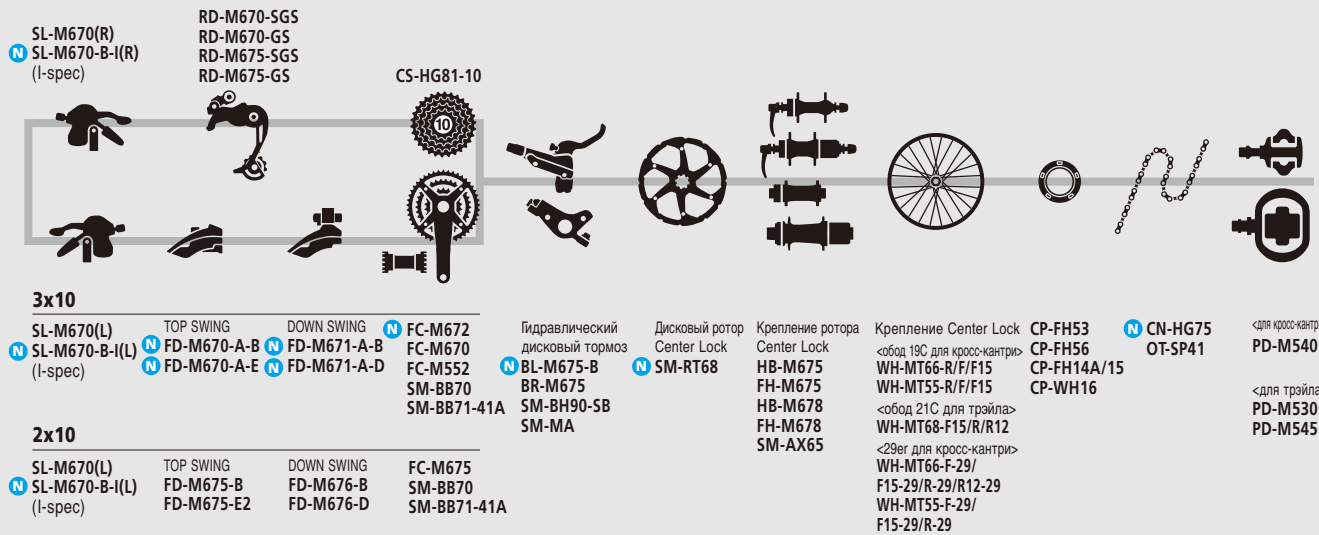 SL-M670(R)
N SL-M670-B-I(R)
(I-spec)
RD-M670-SGS
RD-M670-GS
RD-M675-SGS
RD-M675-GS
CS-HG81-10
10
3x10
SL-M670(L)
N SL-M670-B-I(L)
(I-spec)
TOP SWING
N FD-M670-A-B
N FD-M670-A-E
DOWN SWING
N FD-M671-A-B
N FD-M671-A-D
N FC-M672
FC-M670
FC-M552
SM-BB70
SM-BB71-41A
2x10
SL-M670(L)
N SL-M670-B-I(L)
(I-spec)
TOP SWING
FD-M675-B
FD-M675-E2
DOWN SWING
FD-M676-B
FD-M676-D
FC-M675
SM-BB70
SM-BB71-41A
Гидравлический
дисковый тормоз
N BL-M675-B
BR-M675
SM-BH90-SB
SM-MA
Дисковый ротор
Center Lock
N SM-RT68
Крепление ротора
Center Lock
HB-M675
FH-M675
HB-M678
FH-M678
SM-AX65
Крепление Center Lock
<обод 19C для кросс-кантри>
WH-MT66-R/F/F15
WH-MT55-R/F/F15
<обод 21C для трэйла>
WH-MT68-F15/R/R12
<29er для кросс-кантри>
WH-MT66-F-29/
F15-29/R-29/R12-29
WH-MT55-F-29/
F15-29/R-29
CP-FH53
CP-FH56
CP-FH14A/15
CP-WH16
N CN-HG75
OT-SP41
<для кросс-кантр
PD-M540
<для трэйла
PD-M530
PD-M545